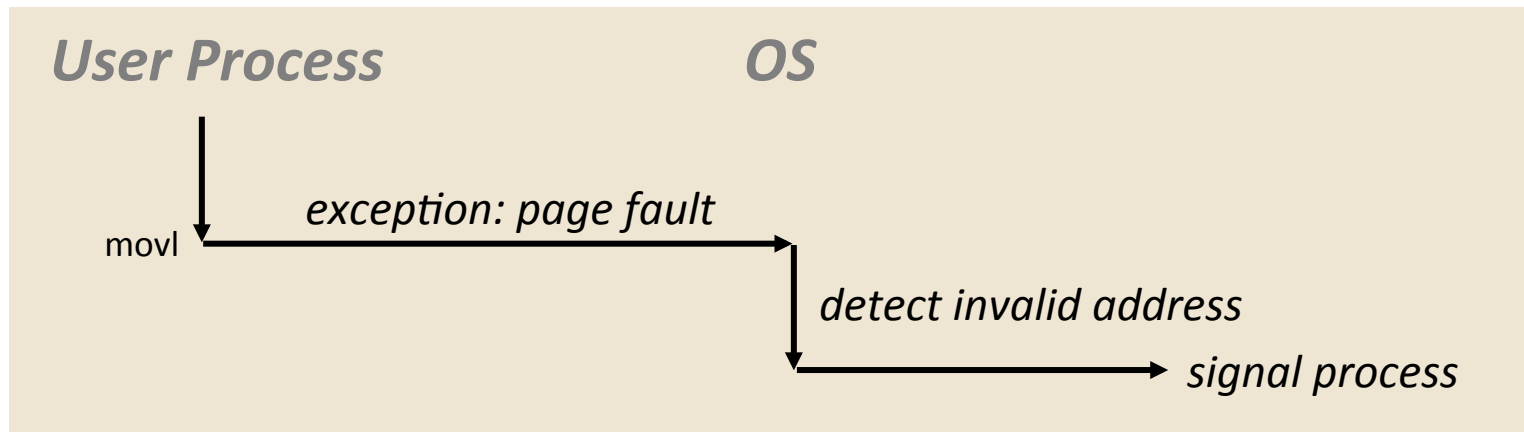 User Process
OS
exception: page fault
movl
detect invalid address
signal process